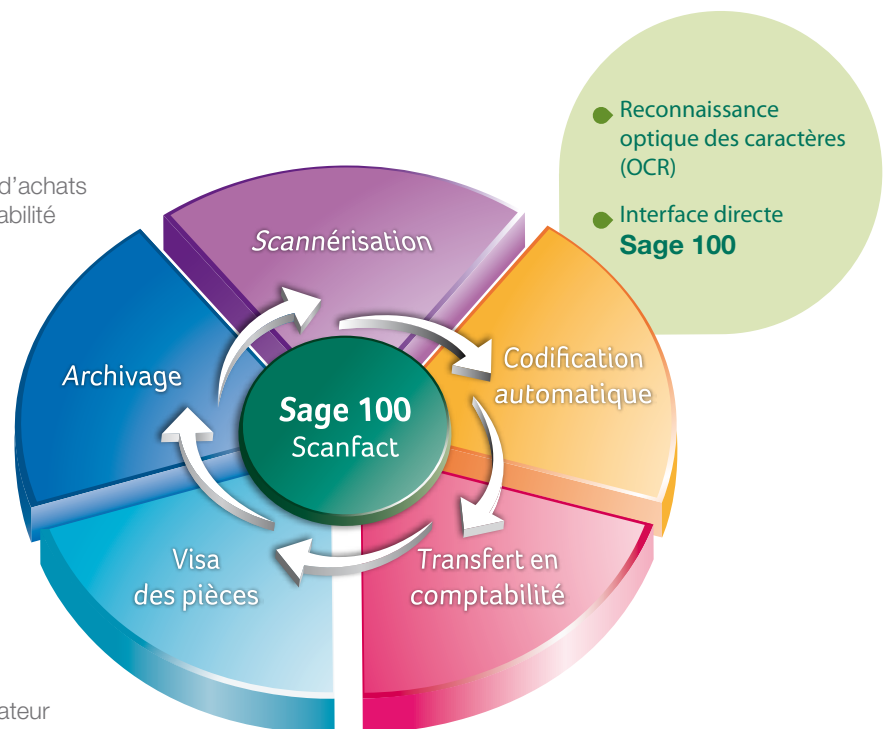 d'achats
abilité
Reconnaissance
optique des caractères
(OCR)
Interface directe
Sage 100
Scannérisation
Codification
automatique
Archivage
Sage 100
Scanfact
Visa
des pièces
Transfert en
comptabilité
ateur